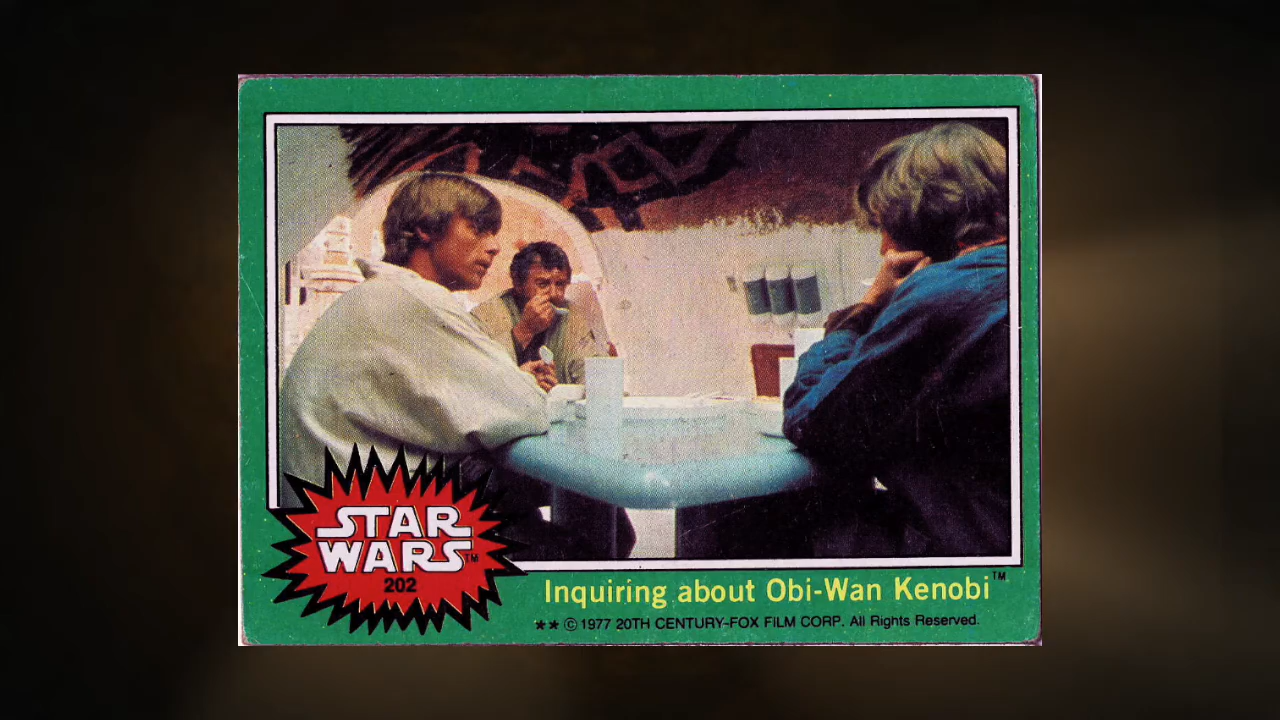 STAR
WARS™
202
Inquiring about Obi-Wan Kenobi™
★★ © 1977 20TH CENTURY-FOX FILM CORP. All Rights Reserved.